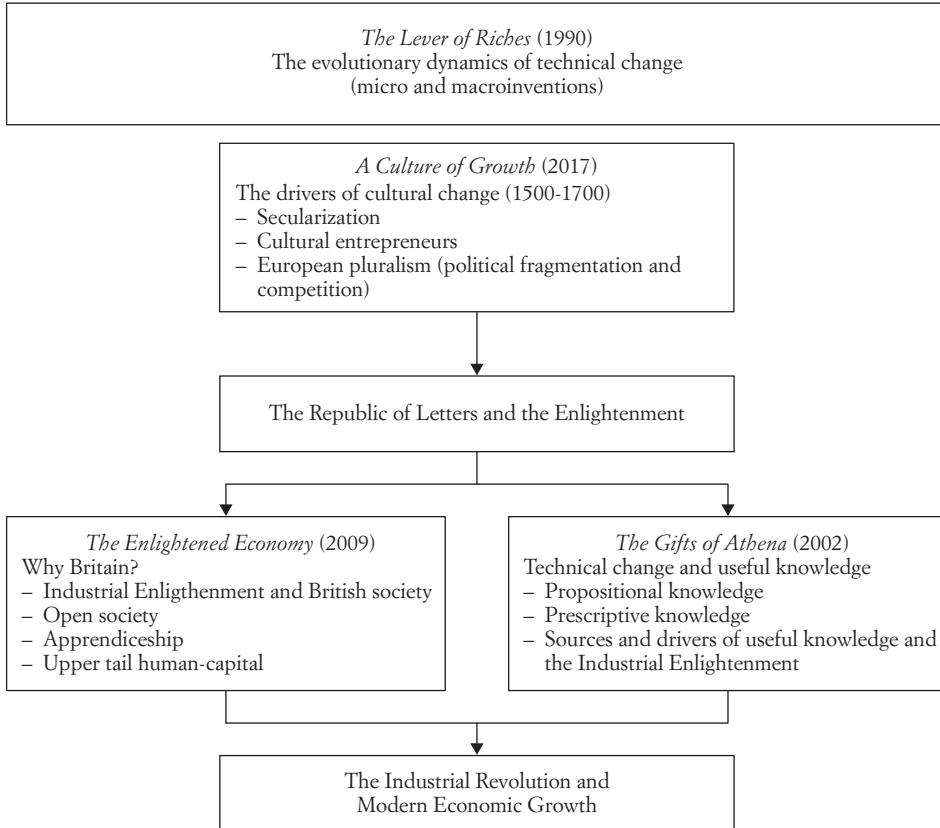 The Lever of Riches (1990)
The evolutionary dynamics of technical change
(micro and macroinventions)
A Culture of Growth (2017)
The drivers of cultural change (1500-1700)
– Secularization
– Cultural entrepreneurs
– European pluralism (political fragmentation and
competition)
The Republic of Letters and the Enlightenment
The Enlightened Economy (2009)
Why Britain?
– Industrial Enligthenment and British society
– Open society
– Apprendiceship
– Upper tail human-capital
The Gifts of Athena (2002)
Technical change and useful knowledge
– Propositional knowledge
– Prescriptive knowledge
– Sources and drivers of useful knowledge and
the Industrial Enlightenment
The Industrial Revolution and
Modern Economic Growth